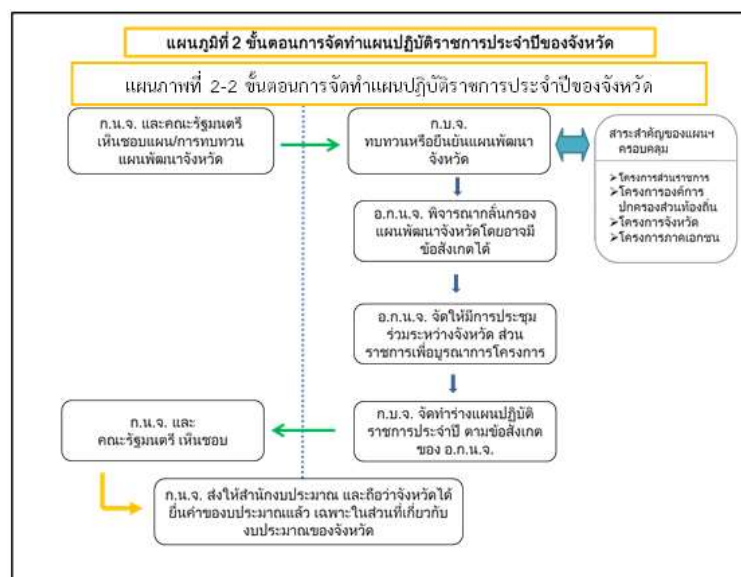 แผนภูมิที่ 2 ขั้นตอนการจัดทำแผนปฏิบัติราชการประจำปีของจังหวัด
แผนภาพที่ 2-2 ขั้นตอนการจัดทำแผนปฏิบัติราชการประจำปีของจังหวัด
ก.น.จ. และคณะรัฐมนตรี
เห็นชอบแผน/การทบทวน
แผนพัฒนาจังหวัด
ก.บ.จ.
ทบทวนหรือยืนยันแผนพัฒนา
จังหวัด
สาระสำคัญของแผนฯ
ครอบคลุม
➢โครงการส่วนราชการ
➢โครงการองค์การ
ปกครองส่วนท้องถิ่น
➢โครงการจังหวัด
➢โครงการภาคเอกชน
อ.ก.น.จ. พิจารณากลั่นกรอง
แผนพัฒนาจังหวัดโดยอาจมี
ข้อสังเกตได้
อ.ก.น.จ. จัดให้มีการประชุม
ร่วมระหว่างจังหวัด ส่วน
ราชการเพื่อบูรณาการโครงการ
ก.บ.จ. จัดทำร่างแผนปฏิบัติ
ราชการประจำปี ตามข้อสังเกต
ของ อ.ก.น.จ.
ก.น.จ. และ
คณะรัฐมนตรี เห็นชอบ
ก.น.จ. ส่งให้สำนักงบประมาณ และถือว่าจังหวัดได้
ยื่นคำของบประมาณแล้ว เฉพาะในส่วนที่เกี่ยวกับ
งบประมาณของจังหวัด